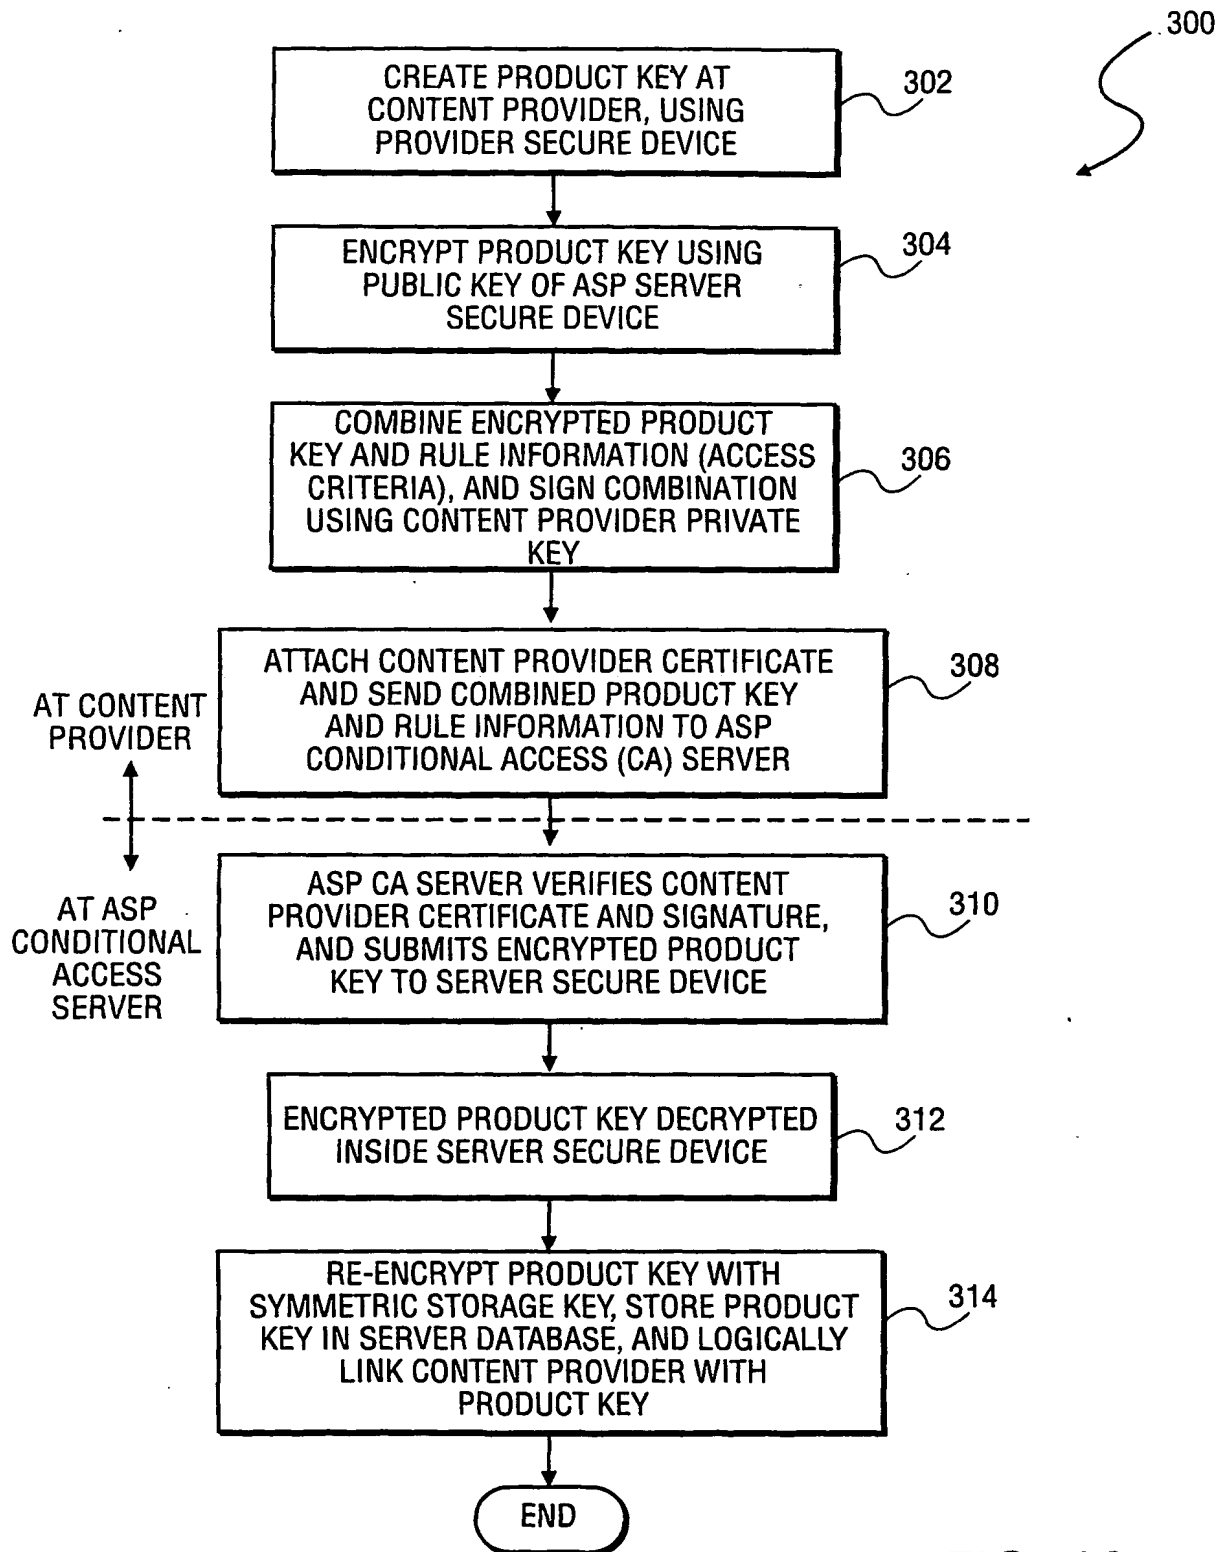 300
CREATE PRODUCT KEY AT
CONTENT PROVIDER, USING
PROVIDER SECURE DEVICE
302
ENCRYPT PRODUCT KEY USING
PUBLIC KEY OF ASP SERVER
SECURE DEVICE
304
COMBINE ENCRYPTED PRODUCT
KEY AND RULE INFORMATION (ACCESS
CRITERIA), AND SIGN COMBINATION
USING CONTENT PROVIDER PRIVATE
KEY
306
ATTACH CONTENT PROVIDER CERTIFICATE
AND SEND COMBINED PRODUCT KEY
AND RULE INFORMATION TO ASP
CONDITIONAL ACCESS (CA) SERVER
308
AT CONTENT
PROVIDER
AT ASP
CONDITIONAL
ACCESS
SERVER
ASP CA SERVER VERIFIES CONTENT
PROVIDER CERTIFICATE AND SIGNATURE,
AND SUBMITS ENCRYPTED PRODUCT
KEY TO SERVER SECURE DEVICE
310
ENCRYPTED PRODUCT KEY DECRYPTED
INSIDE SERVER SECURE DEVICE
312
RE-ENCRYPT PRODUCT KEY WITH
SYMMETRIC STORAGE KEY, STORE PRODUCT
KEY IN SERVER DATABASE, AND LOGICALLY
LINK CONTENT PROVIDER WITH
PRODUCT KEY
314
END